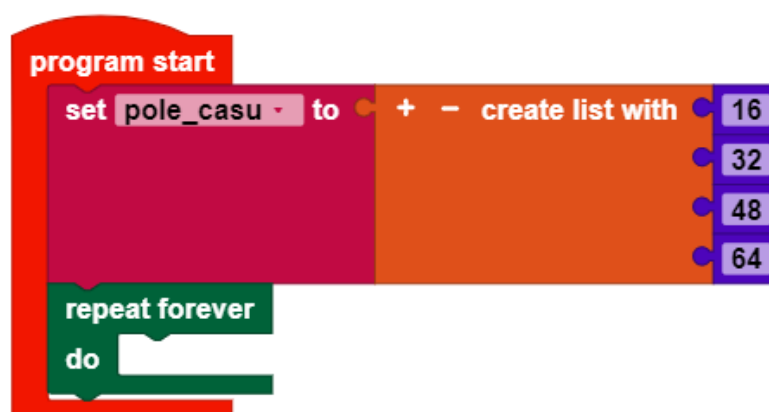 program start
set pole_casu to + - create list with 16
32
48
64
repeat forever
do